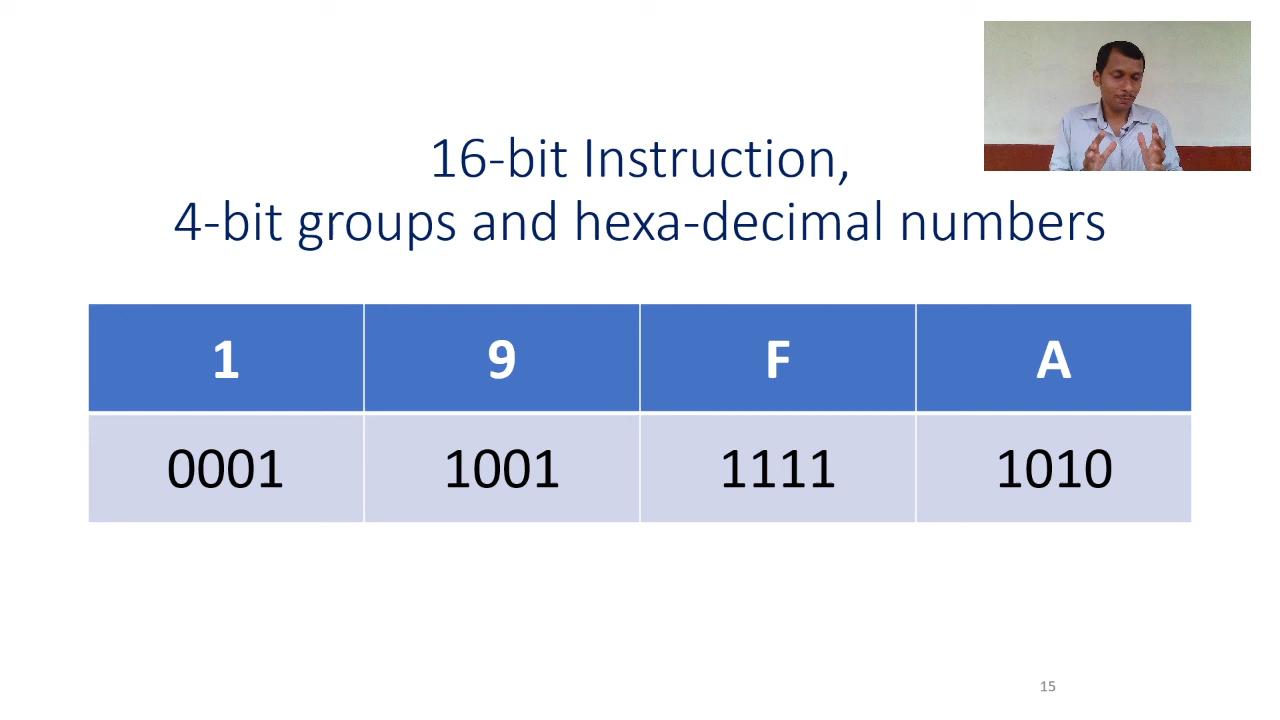 16-bit Instruction,
4-bit groups and hexa-decimal numbers
1 9 F A
0001 1001 1111 1010
15